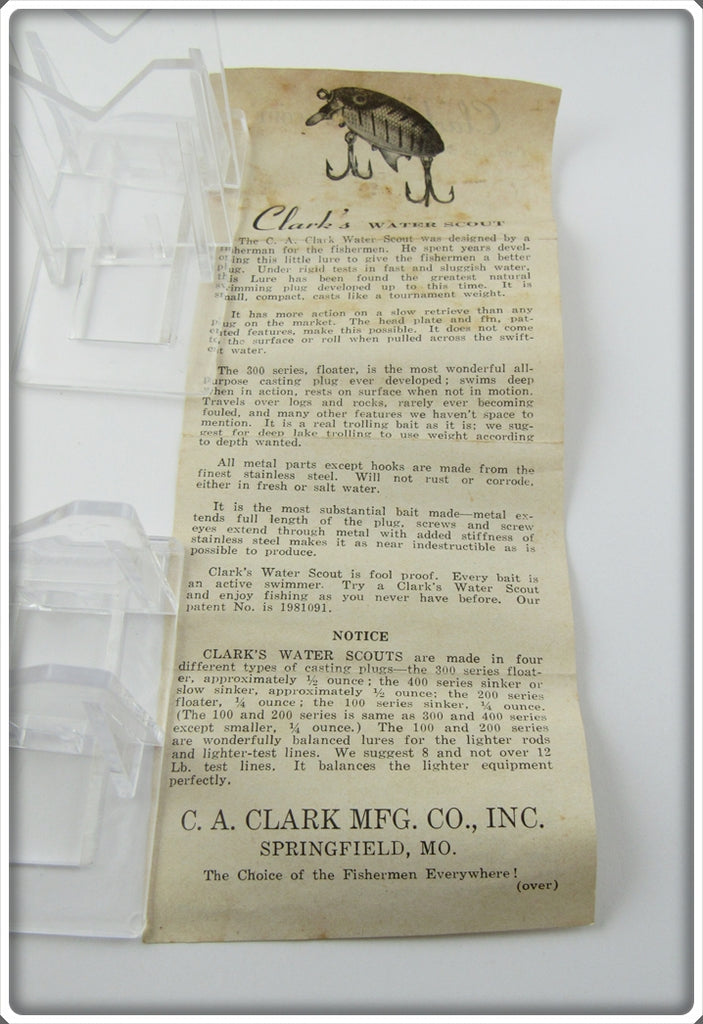 Clark's WATER SCOUT
The C. A. Clark Water Scout was designed by a
fisherman for the fishermen. He spent years devel-
oping this little lure to give the fishermen a better
plug. Under rigid tests in fast and sluggish water,
this Lure has been found the greatest natural
swimming plug developed up to this time. It is
small, compact, casts like a tournament weight.
It has more action on a slow retrieve than any
plug on the market. The head plate and fin, pat-
ented features, make this possible. It does not come
to the surface or roll when pulled across the swift-
est water.
The 300 series, floater, is the most wonderful all-
purpose casting plug ever developed; swims deep
when in action, rests on surface when not in motion.
Travels over logs and rocks, rarely ever becoming
fouled, and many other features we haven't space to
mention. It is a real trolling bait as it is; we sug-
gest for deep lake trolling to use weight according
to depth wanted.
All metal parts except hooks are made from the
finest stainless steel. Will not rust or corrode,
either in fresh or salt water.
It is the most substantial bait made—metal ex-
tends full length of the plug, screws and screw
eyes extend through metal with added stiffness of
stainless steel makes it as near indestructible as is
possible to produce.
Clark's Water Scout is fool proof. Every bait is
an active swimmer. Try a Clark's Water Scout
and enjoy fishing as you never have before. Our
patent No. is 1981091.
NOTICE
CLARK'S WATER SCOUTS are made in four
different types of casting plugs—the 300 series float-
er, approximately ½ ounce; the 400 series sinker or
slow sinker, approximately ½ ounce; the 200 series
floater, ¼ ounce; the 100 series sinker, ¼ ounce.
(The 100 and 200 series is same as 300 and 400 series
except smaller, ¼ ounce.) The 100 and 200 series
are wonderfully balanced lures for the lighter rods
and lighter-test lines. We suggest 8 and not over 12
Lb. test lines. It balances the lighter equipment
perfectly.
C. A. CLARK MFG. CO., INC.
SPRINGFIELD, MO.
The Choice of the Fishermen Everywhere!
(over)